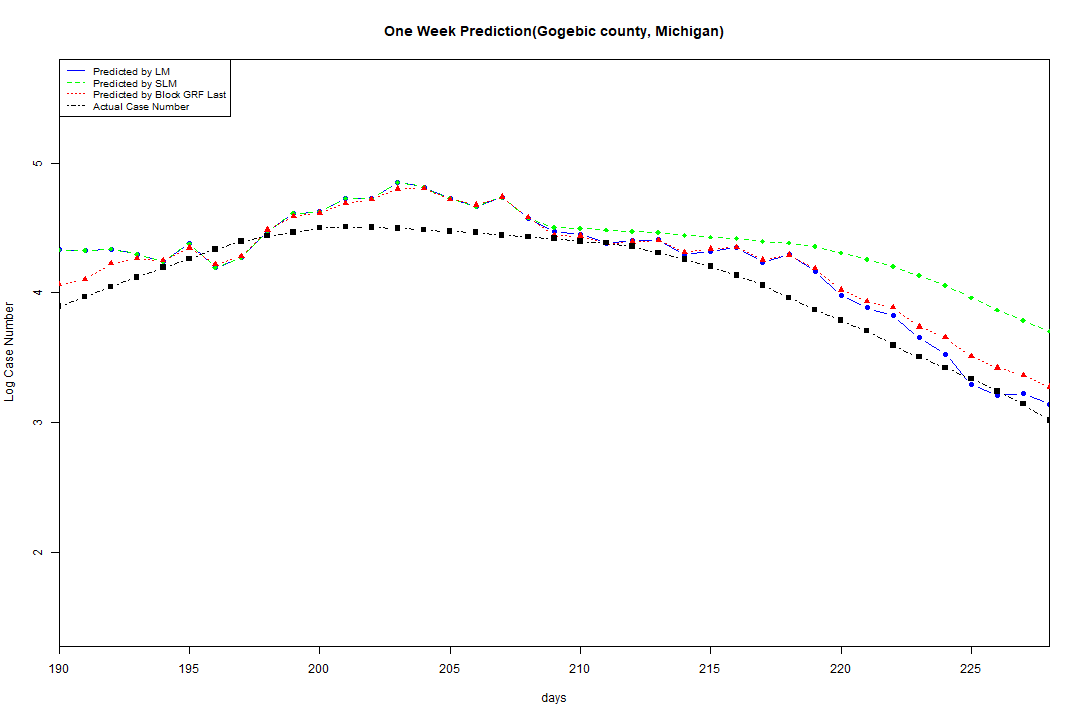 One Week Prediction(Gogebic county, Michigan)
Predicted by LM
Predicted by SLM
Predicted by Block GRF Last
Actual Case Number
5
4
3
2
Log Case Number
190 195 200 205 210 215 220 225
days